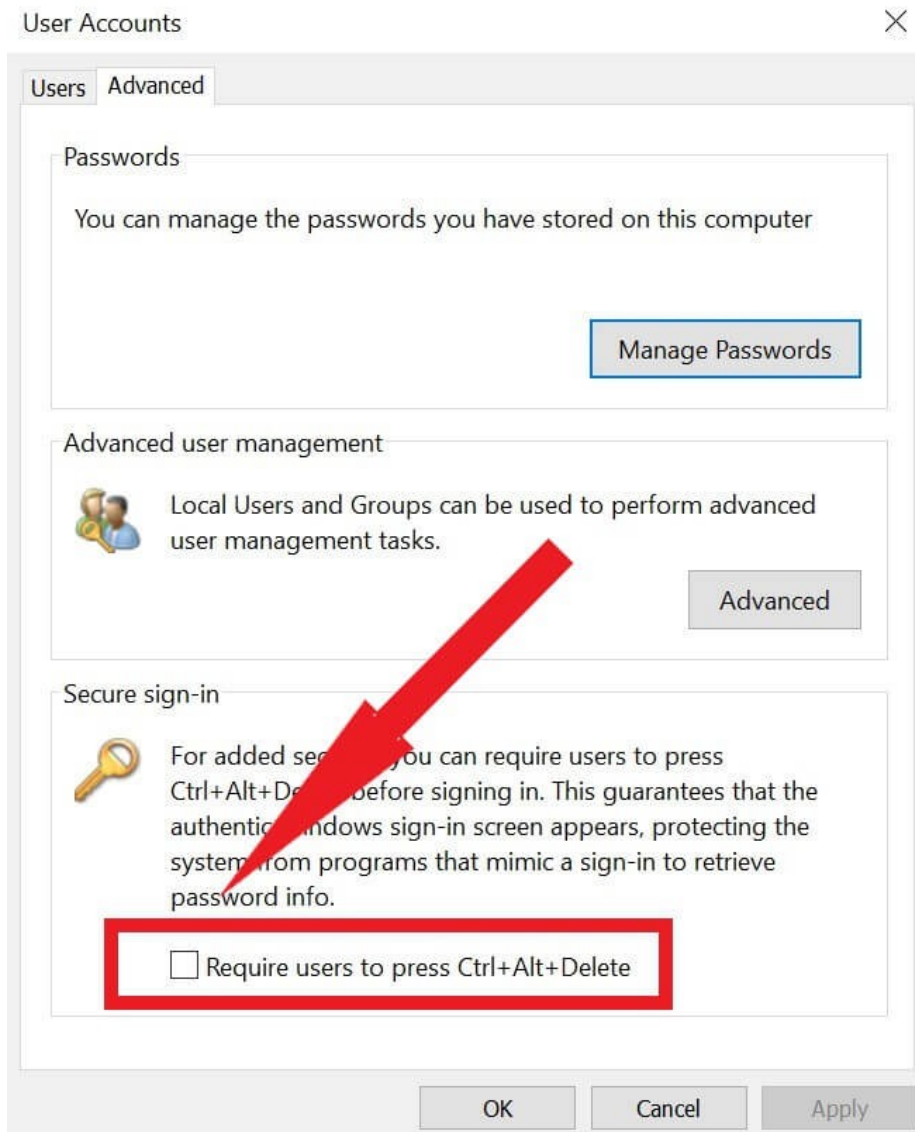 User Accounts
Users
Advanced
Passwords
You can manage the passwords you have stored on this computer
Manage Passwords
Advanced user management
Local Users and Groups can be used to perform advanced
user management tasks.
Advanced
Secure sign-in
For added you can require users to press
Ctrl+Alt+ before signing in. This guarantees that the
sign-in screen appears, protecting the
system from programs that mimic a sign-in to retrieve
password info.
Require users to press Ctrl+Alt+Delete
OK
Cancel
Apply